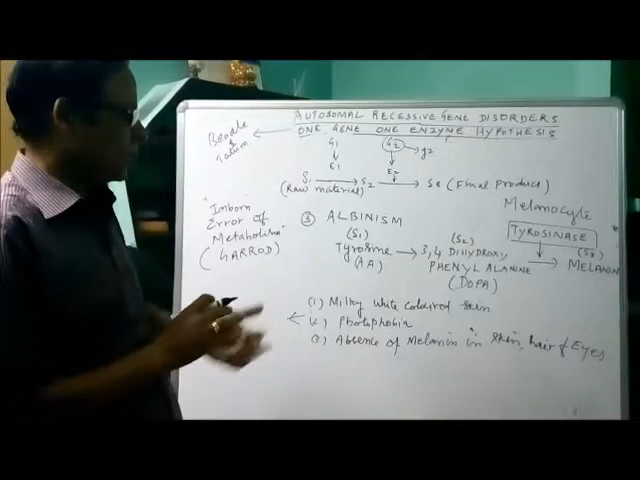 AUTOSOMAL RECESSIVE GENE DISORDERS
ONE GENE ONE ENZYME HYPOTHESIS
Beadle
&
Tatum
G1
G2 → g2
E1
E2
S1 → S2 → S3 (Final Product)
(Raw material)
Melanocyte
"Inborn
Error of
Metabolism"
(GARROD)
③ ALBINISM
(S1)
(S2)
TYROSINASE
(S3)
Tyrosine → 3,4 DIHYDROXY → MELANIN
(AA)
PHENYL ALANINE
(DOPA)
(1) Milky white coloured skin
2) Photophobia
(3) Absence of Melanin in skin, hair & Eyes